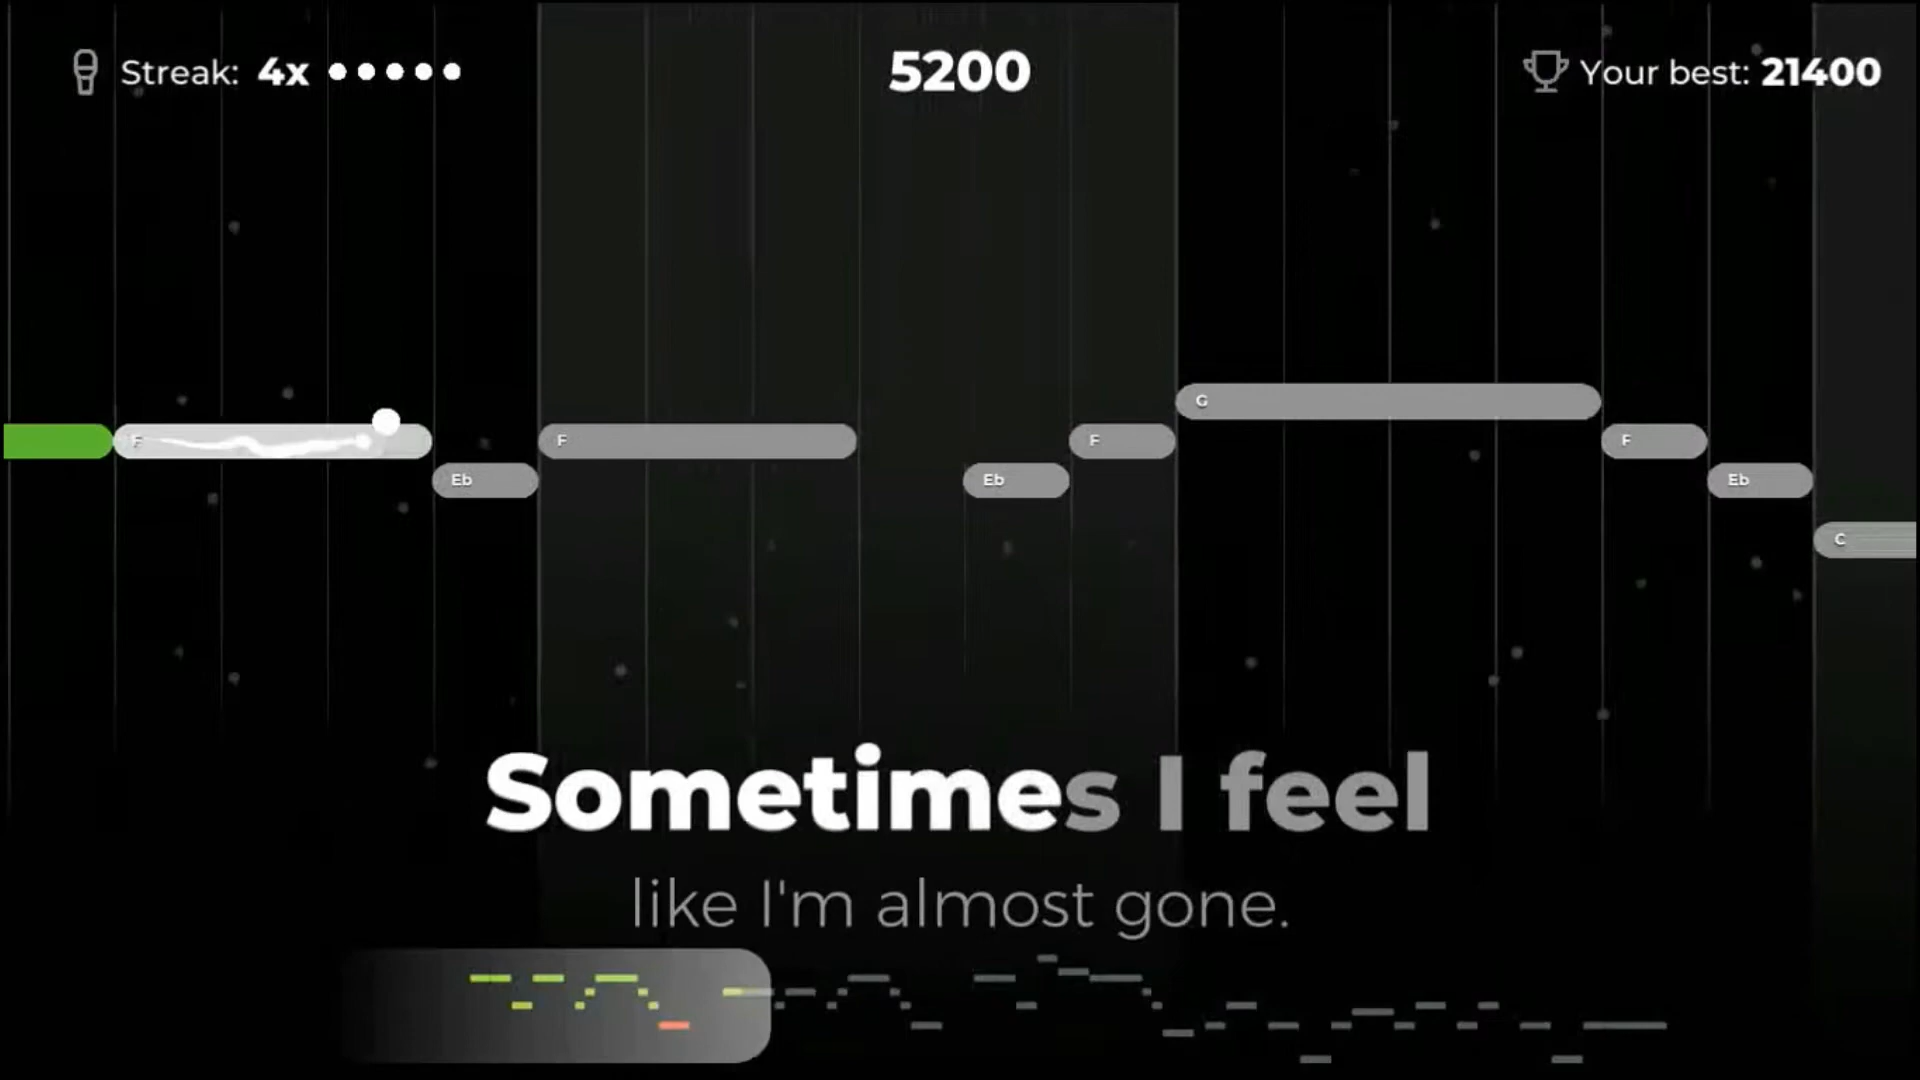 Streak: 4x
5200
Your best: 21400
G
F F F F
Eb Eb Eb
C
Sometimes I feel
like I'm almost gone.